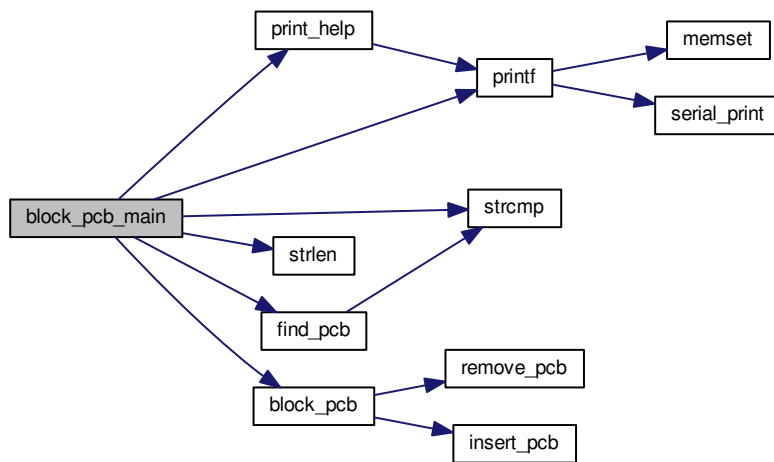 print_help
memset
printf
serial_print
block_pcb_main
strcmp
strlen
find_pcb
remove_pcb
block_pcb
insert_pcb